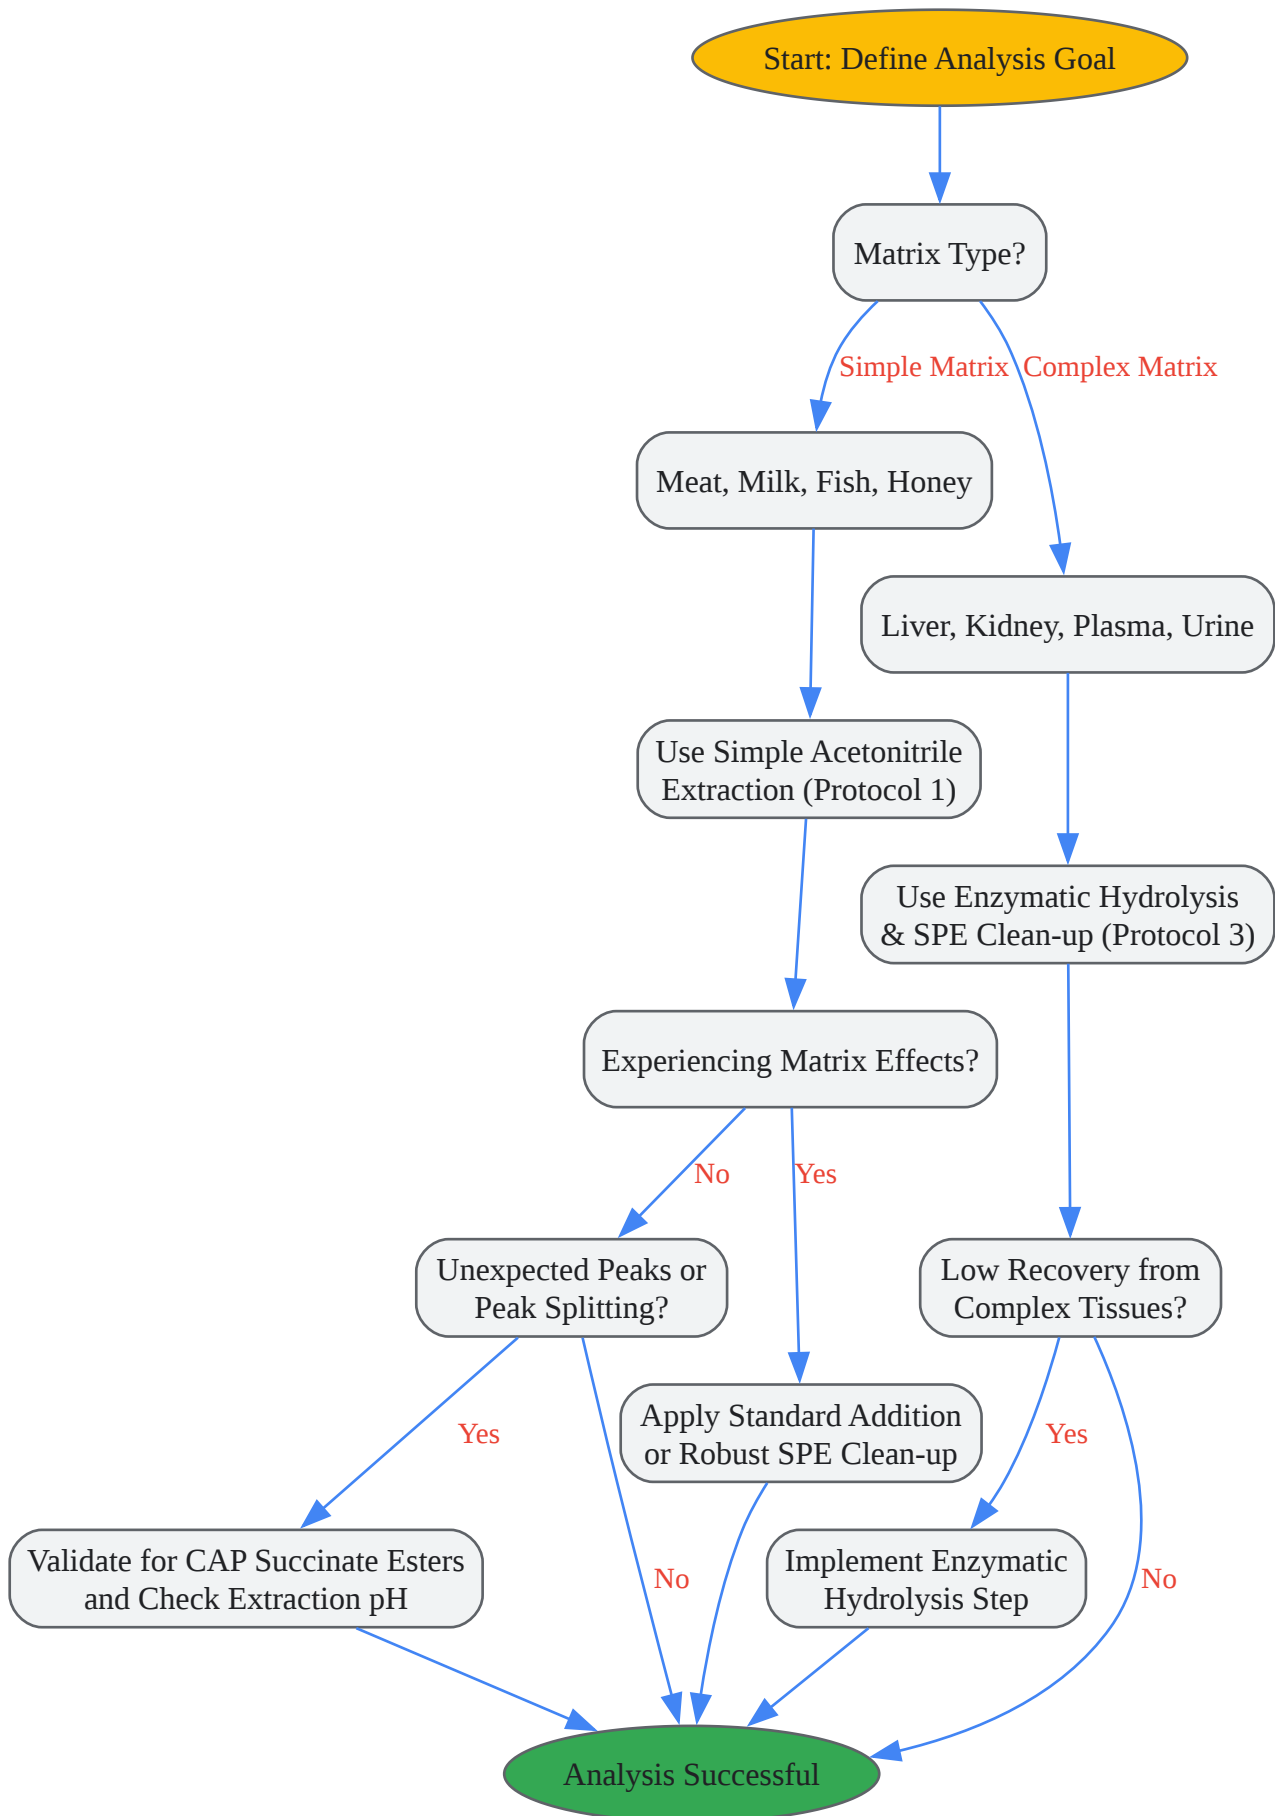 Start: Define Analysis Goal
Matrix Type?
Simple Matrix
Complex Matrix
Meat, Milk, Fish, Honey
Liver, Kidney, Plasma, Urine
Use Simple Acetonitrile
Extraction (Protocol 1)
Use Enzymatic Hydrolysis
& SPE Clean-up (Protocol 3)
Experiencing Matrix Effects?
No
Yes
Unexpected Peaks or
Peak Splitting?
Low Recovery from
Complex Tissues?
Yes
Apply Standard Addition
or Robust SPE Clean-up
Yes
Validate for CAP Succinate Esters
and Check Extraction pH
No
Implement Enzymatic
Hydrolysis Step
No
Analysis Successful